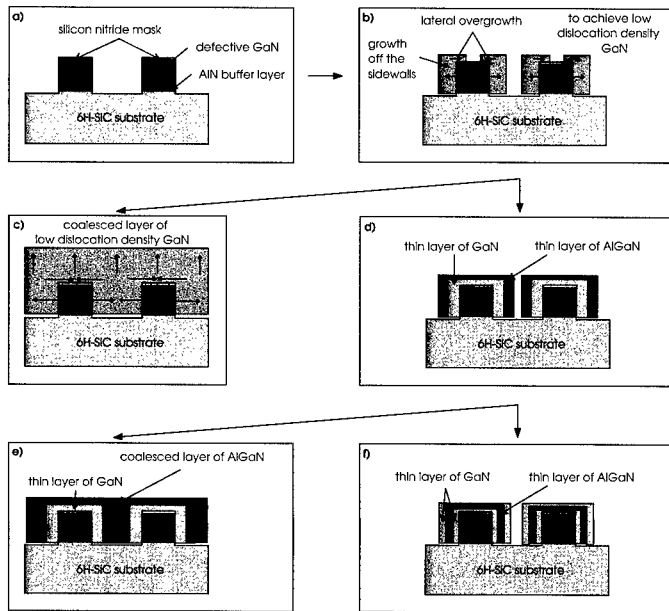 a)
silicon nitride mask
defective GaN
AlN buffer layer
6H-SiC substrate
b)
lateral overgrowth
to achieve low
dislocation density
GaN
growth
off the
sidewalls
6H-SiC substrate
c)
coalesced layer of
low dislocation density GaN
6H-SiC substrate
d)
thin layer of GaN
thin layer of AlGaN
6H-SiC substrate
e)
coalesced layer of AlGaN
thin layer of GaN
6H-SiC substrate
f)
thin layer of GaN
thin layer of AlGaN
6H-SiC substrate